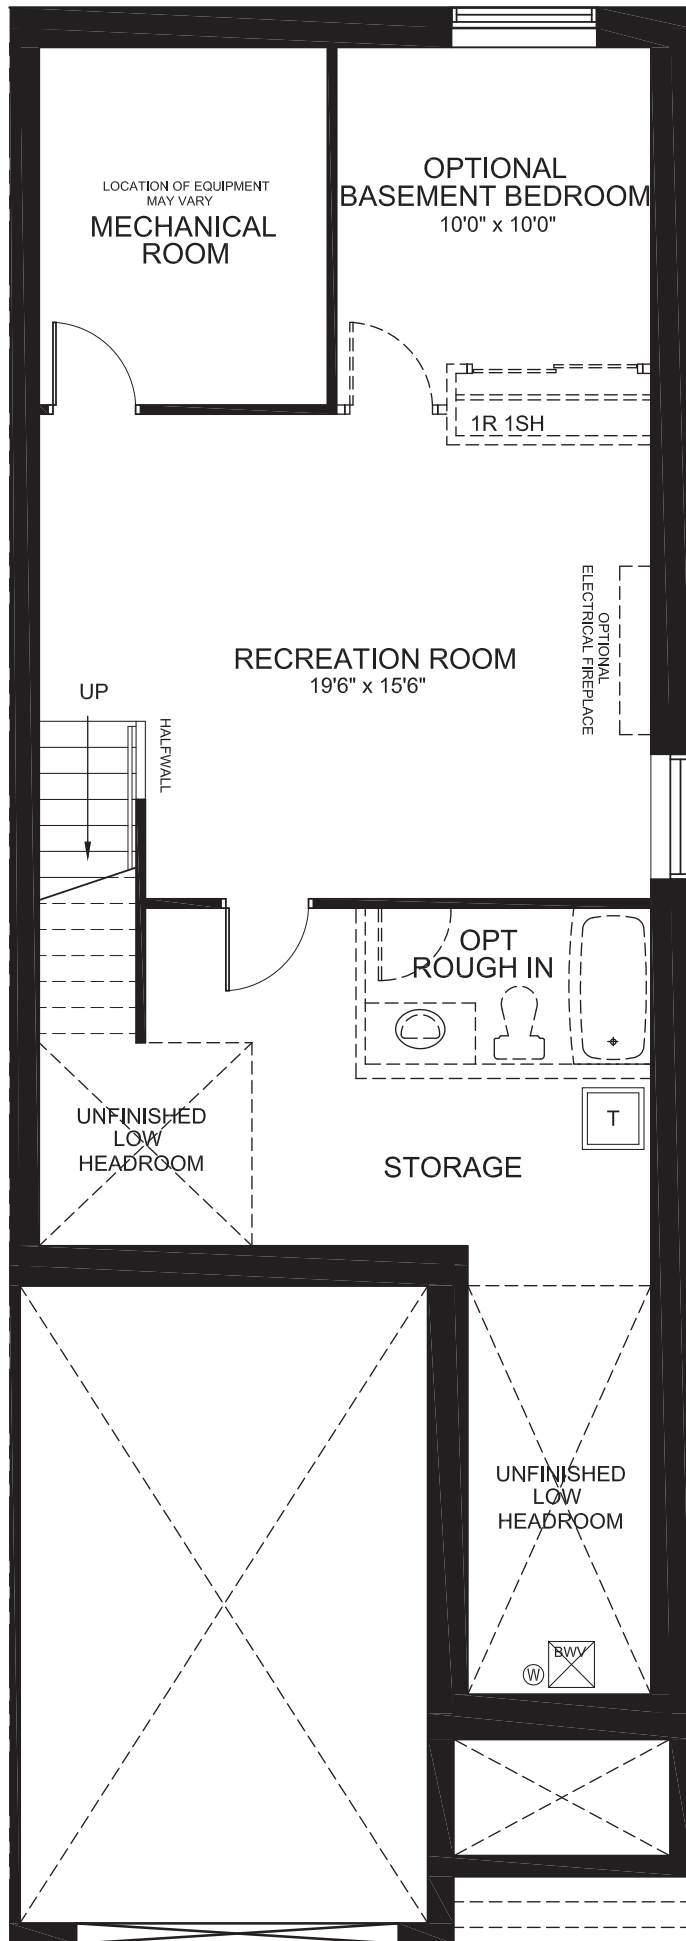 LOCATION OF EQUIPMENT
MAY VARY
MECHANICAL
ROOM
OPTIONAL
BASEMENT BEDROOM
10'0" x 10'0"
1R 1SH
OPTIONAL
ELECTRICAL FIREPLACE
RECREATION ROOM
19'6" x 15'6"
UP
HALFWALL
OPT
ROUGH IN
UNFINISHED
LOW
HEADROOM
T
STORAGE
UNFINISHED
LOW
HEADROOM
BWV
W